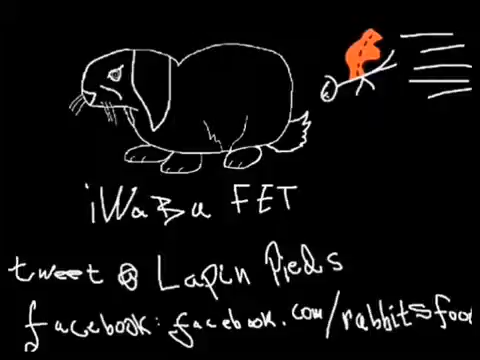 iWaBu FET
tweet @ Lapin Pieds
facebook: facebook.com/rabbitsfoo